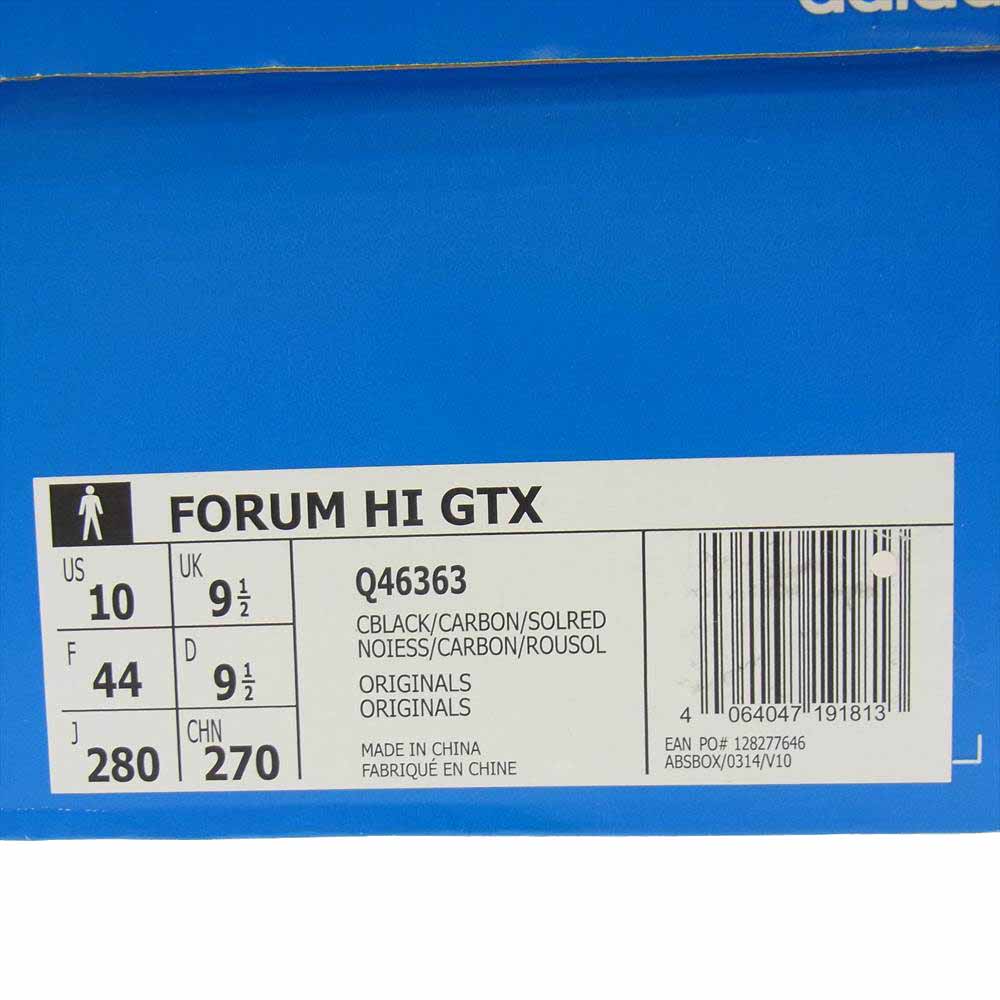 FORUM HI GTX
US 10
UK 9 1/2
F 44
D 9 1/2
J 280
CHN 270
Q46363
CBLACK/CARBON/SOLRED
NOIESS/CARBON/ROUSOL
ORIGINALS
ORIGINALS
MADE IN CHINA
FABRIQUÉ EN CHINE
4 064047 191813
EAN PO# 128277646
ABSBOX/0314/V10